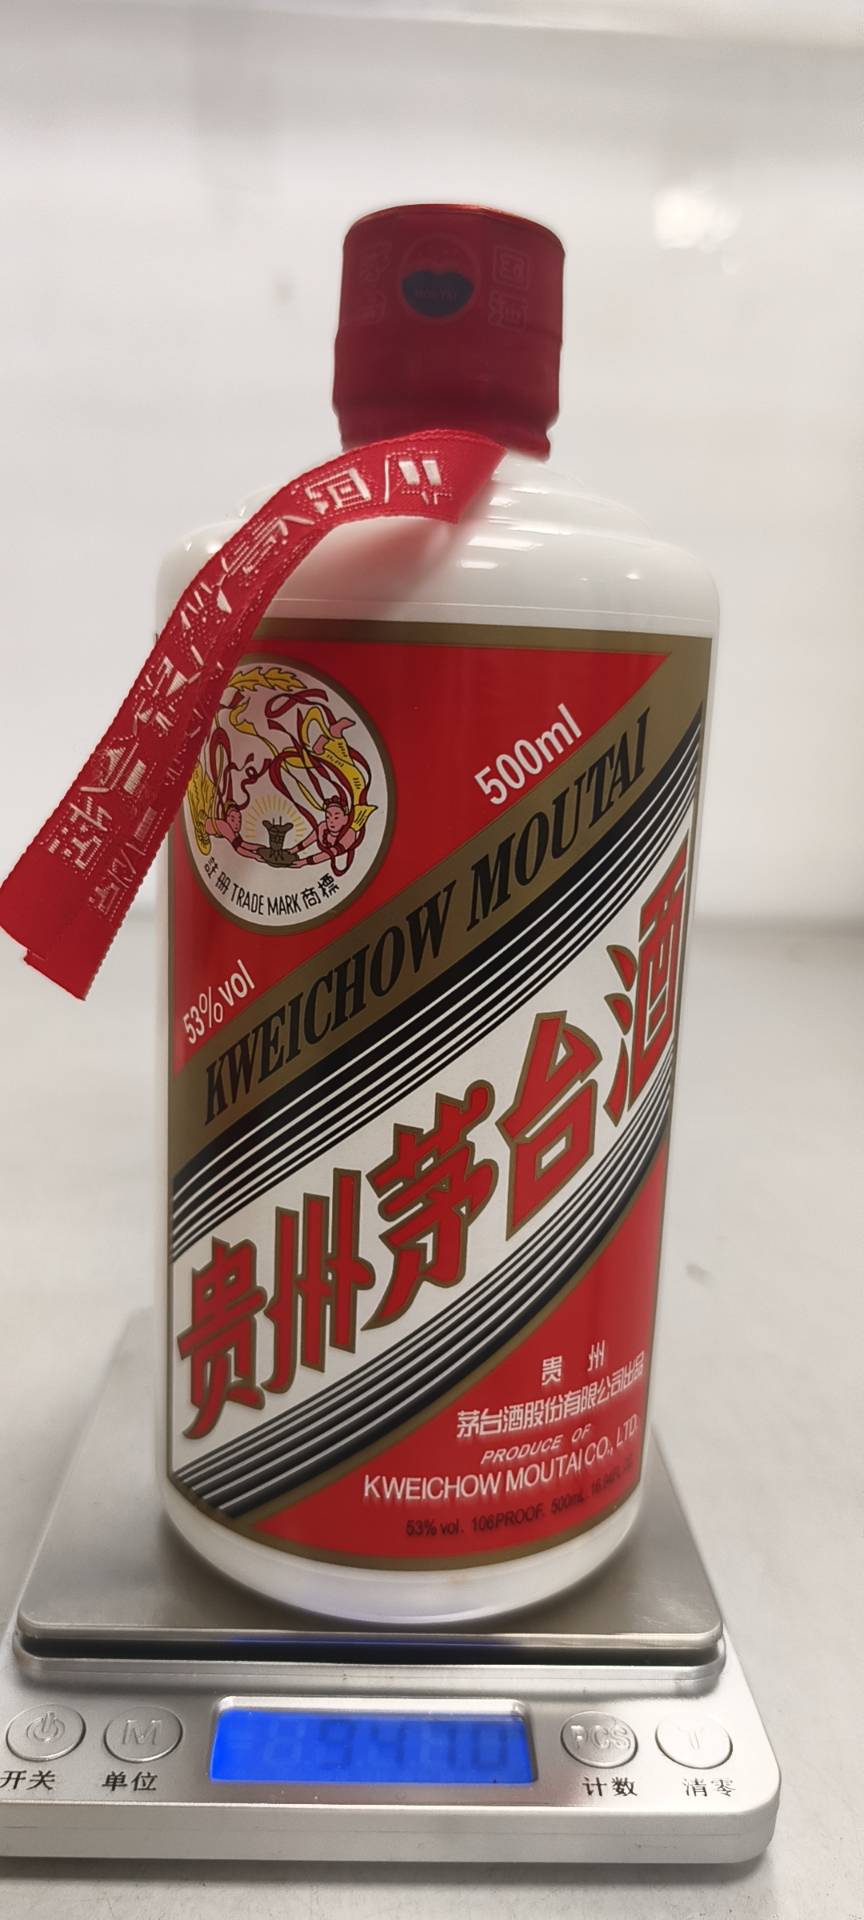 MOUTAI
500ml
註册 TRADE MARK 商標
53%vol
KWEICHOW MOUTAI
贵州茅台酒
贵 州
茅台酒股份有限公司出品
PRODUCE OF
KWEICHOW MOUTAI CO., LTD.
53% vol. 106PROOF. 500mL
开关
M
单位
PCS
计数
T
清零